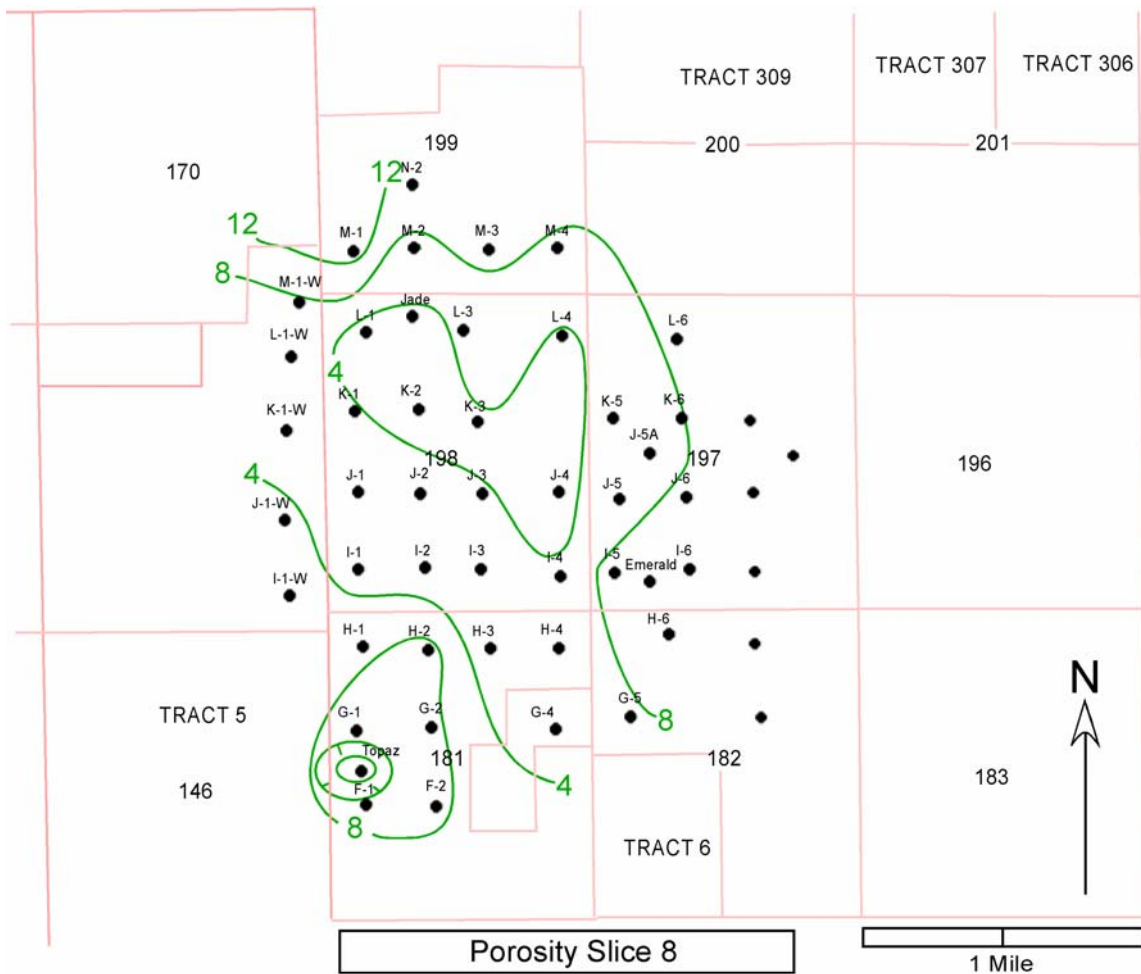 TRACT 309
TRACT 307
TRACT 306
199
200
201
170
12
N-2
12
M-1
M-2
M-3
M-4
8
M-1-W
Jade
L-1
L-3
L-4
L-6
L-1-W
4
K-1
K-2
K-3
K-5
K-6
K-1-W
J-5A
198
197
196
4
J-1
J-2
J-3
J-4
J-5
J-6
J-1-W
I-1
I-2
I-3
I-4
I-5
I-6
Emerald
I-1-W
H-1
H-2
H-3
H-4
H-6
N
TRACT 5
G-1
G-2
G-4
G-5
8
Topaz
181
182
183
146
F-1
F-2
4
8
TRACT 6
Porosity Slice 8
1 Mile